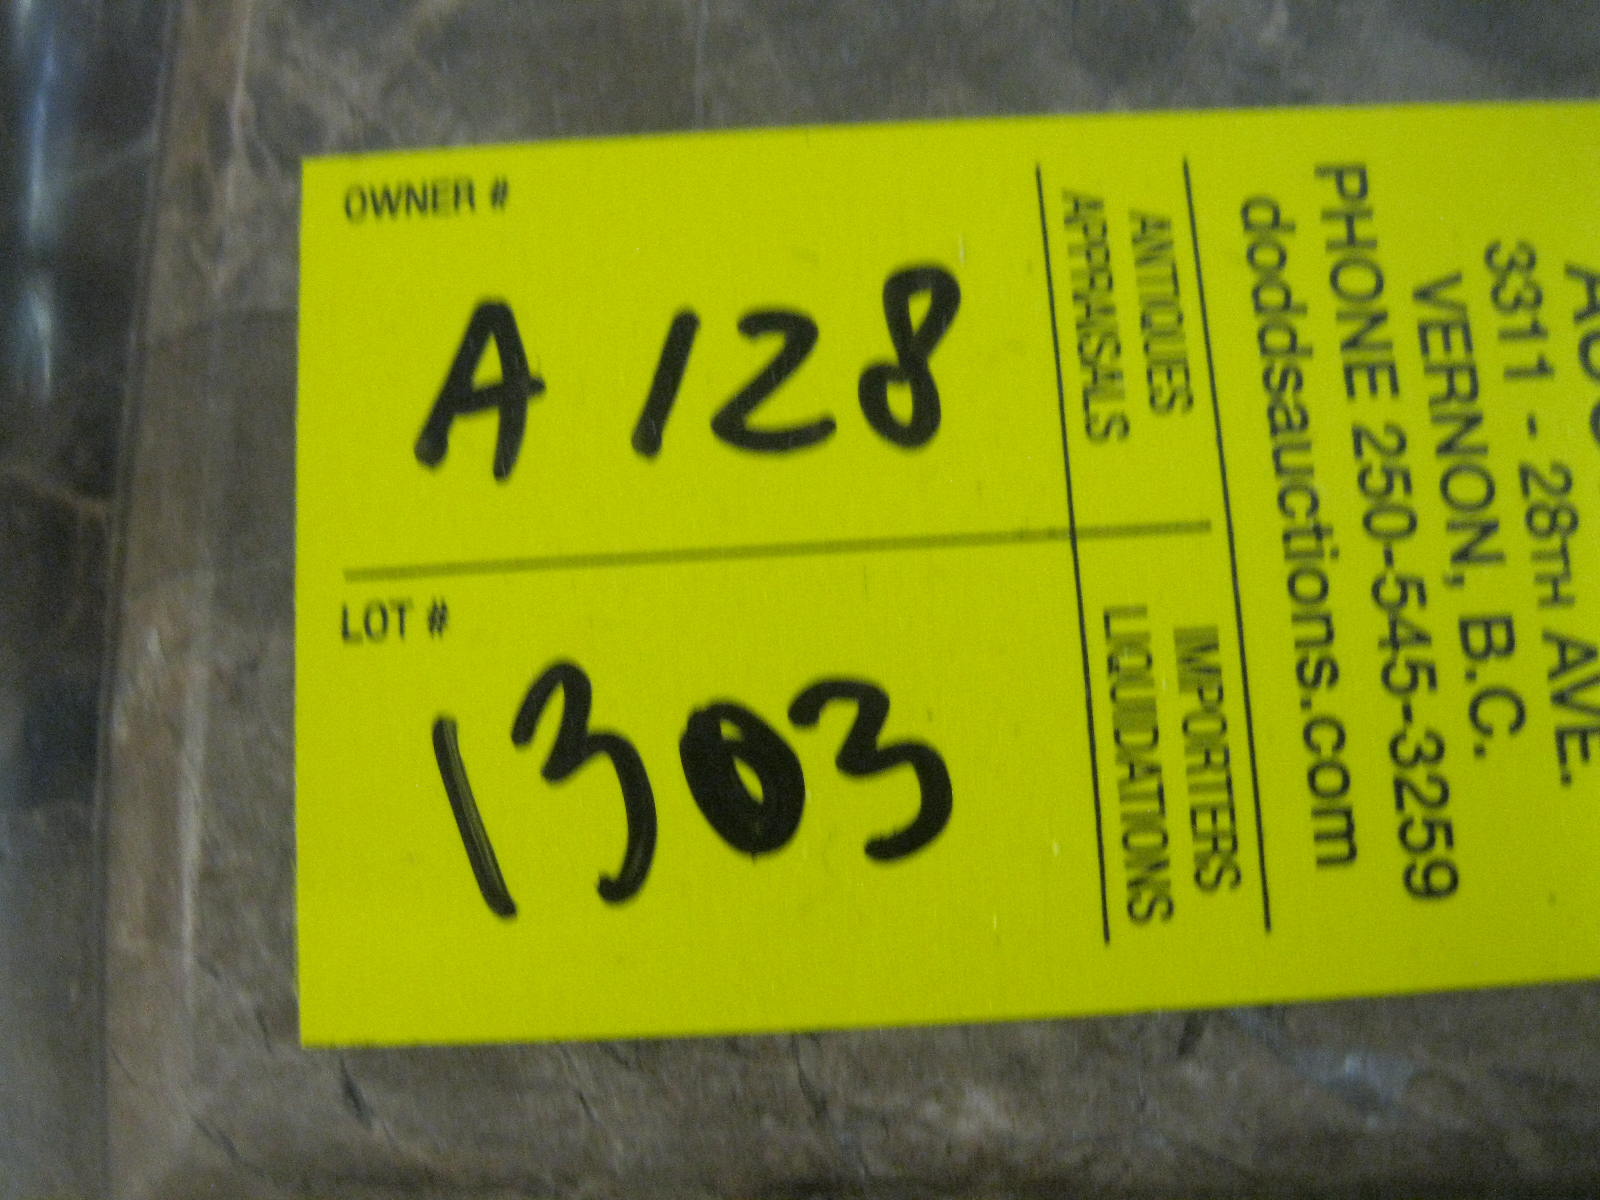 OWNER #
A 128
LOT #
1303
ANTIQUES
APPRAISALS
IMPORTERS
LIQUIDATIONS
3311 - 28TH AVE.
VERNON, B.C.
PHONE 250-545-3259
doddsauctions.com